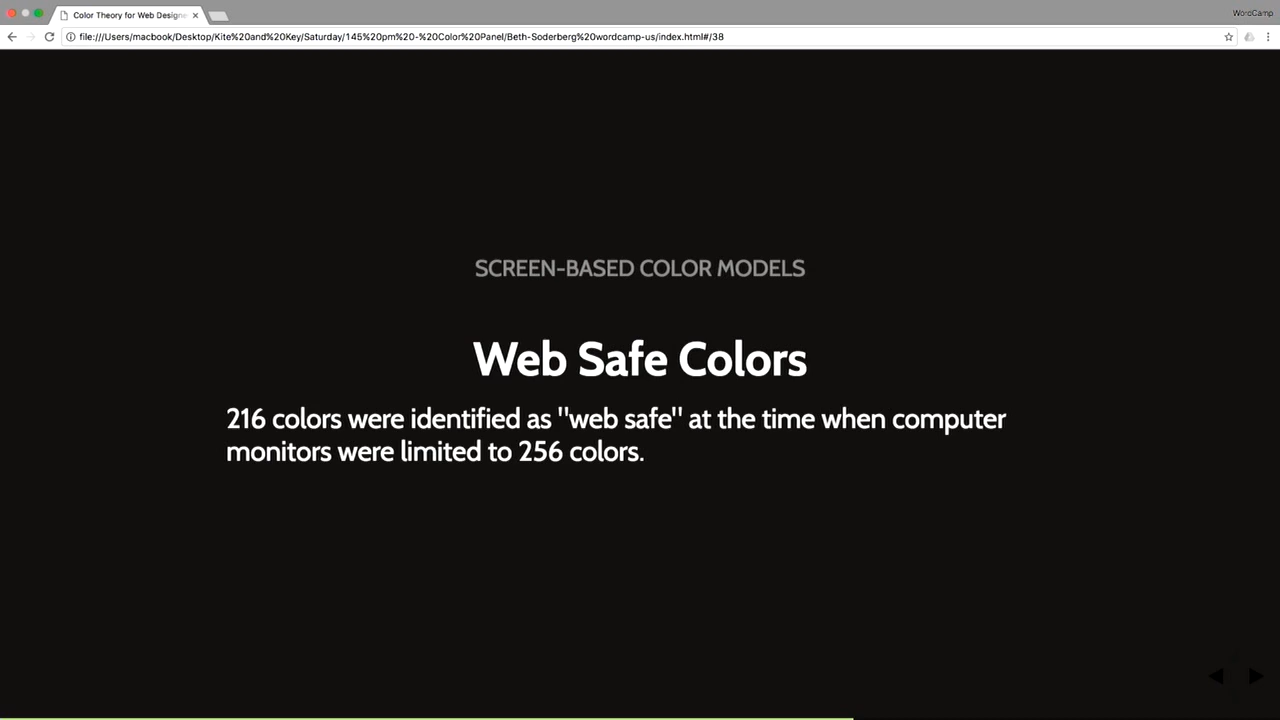 Color Theory for Web Designe
WordCamp
file:///Users/macbook/Desktop/Kite%20and%20Key/Saturday/145%20pm%20-%20Color%20Panel/Beth-Soderberg%20wordcamp-us/index.html#/38
SCREEN-BASED COLOR MODELS
Web Safe Colors
216 colors were identified as "web safe" at the time when computer
monitors were limited to 256 colors.